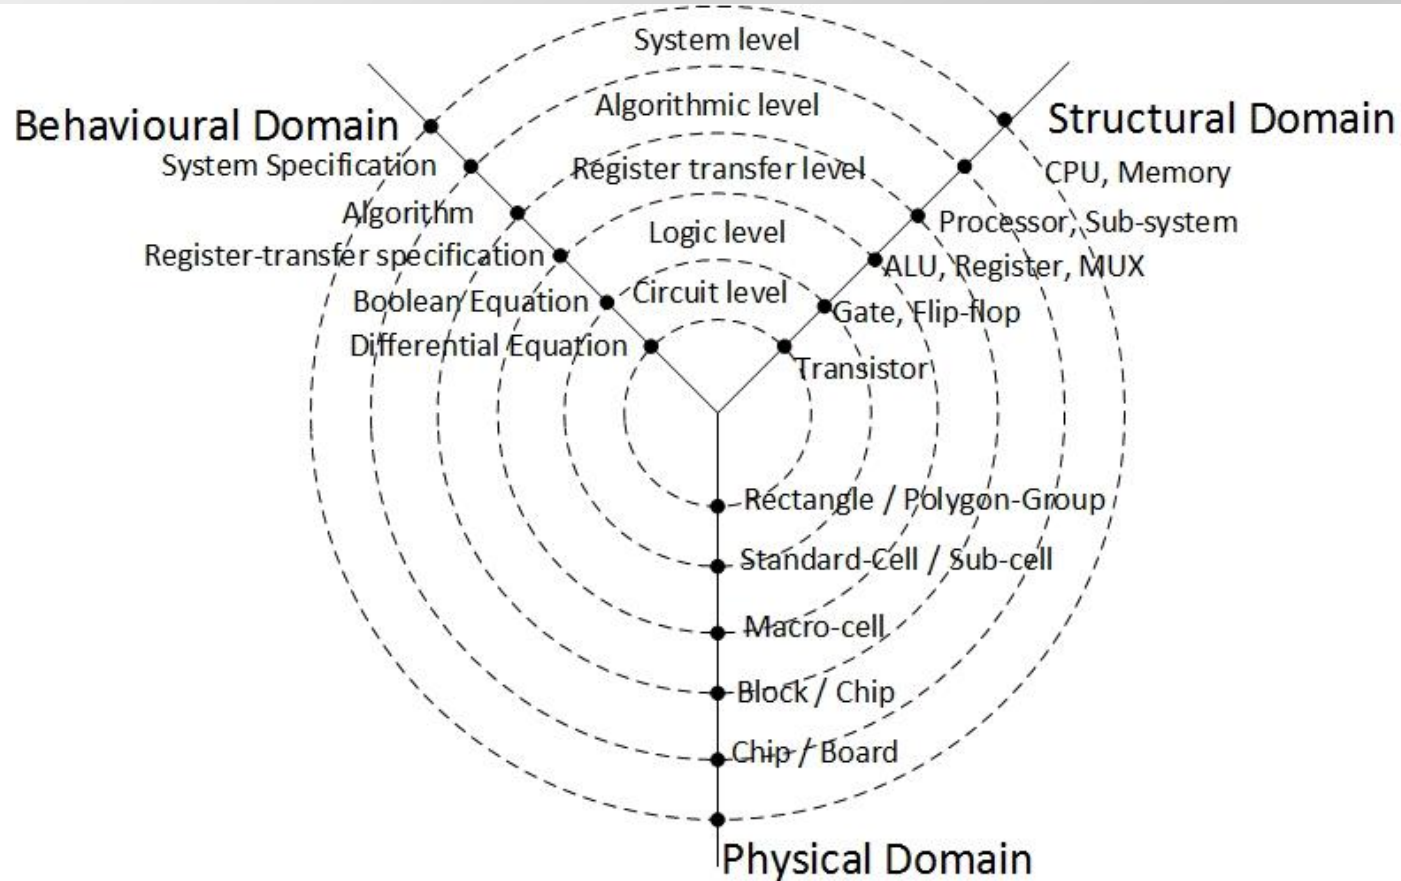 System level
Algorithmic level
Behavioural Domain
Structural Domain
System Specification
Register transfer level
CPU, Memory
Algorithm
Processor, Sub-system
Logic level
Register-transfer specification
ALU, Register, MUX
Circuit level
Boolean Equation
Gate, Flip-flop
Differential Equation
Transistor
Rectangle / Polygon-Group
Standard-Cell / Sub-cell
Macro-cell
Block / Chip
Chip / Board
Physical Domain